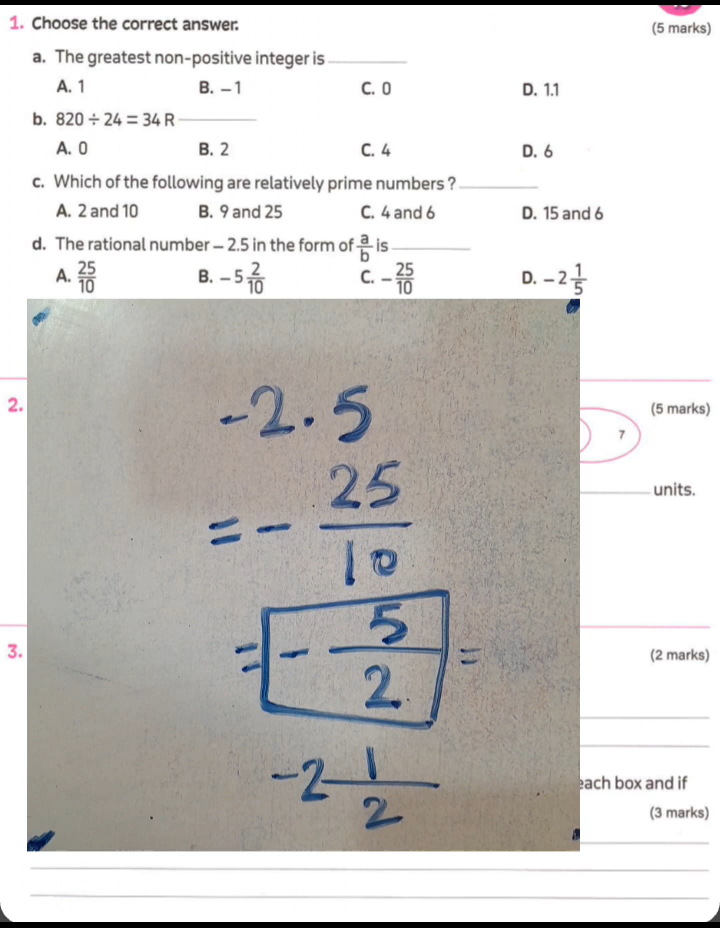 1. Choose the correct answer. (5 marks)
a. The greatest non-positive integer is
A. 1 B. – 1 C. 0 D. 1.1
b. 820 ÷ 24 = 34 R
A. 0 B. 2 C. 4 D. 6
c. Which of the following are relatively prime numbers ?
A. 2 and 10 B. 9 and 25 C. 4 and 6 D. 15 and 6
d. The rational number – 2.5 in the form of a/b is
A. 25/10 B. – 5 2/10 C. – 25/10 D. – 2 1/5
-2.5
2. (5 marks)
7
= - 25/10
units.
= - 5/2 =
3. (2 marks)
-2 1/2
each box and if
(3 marks)